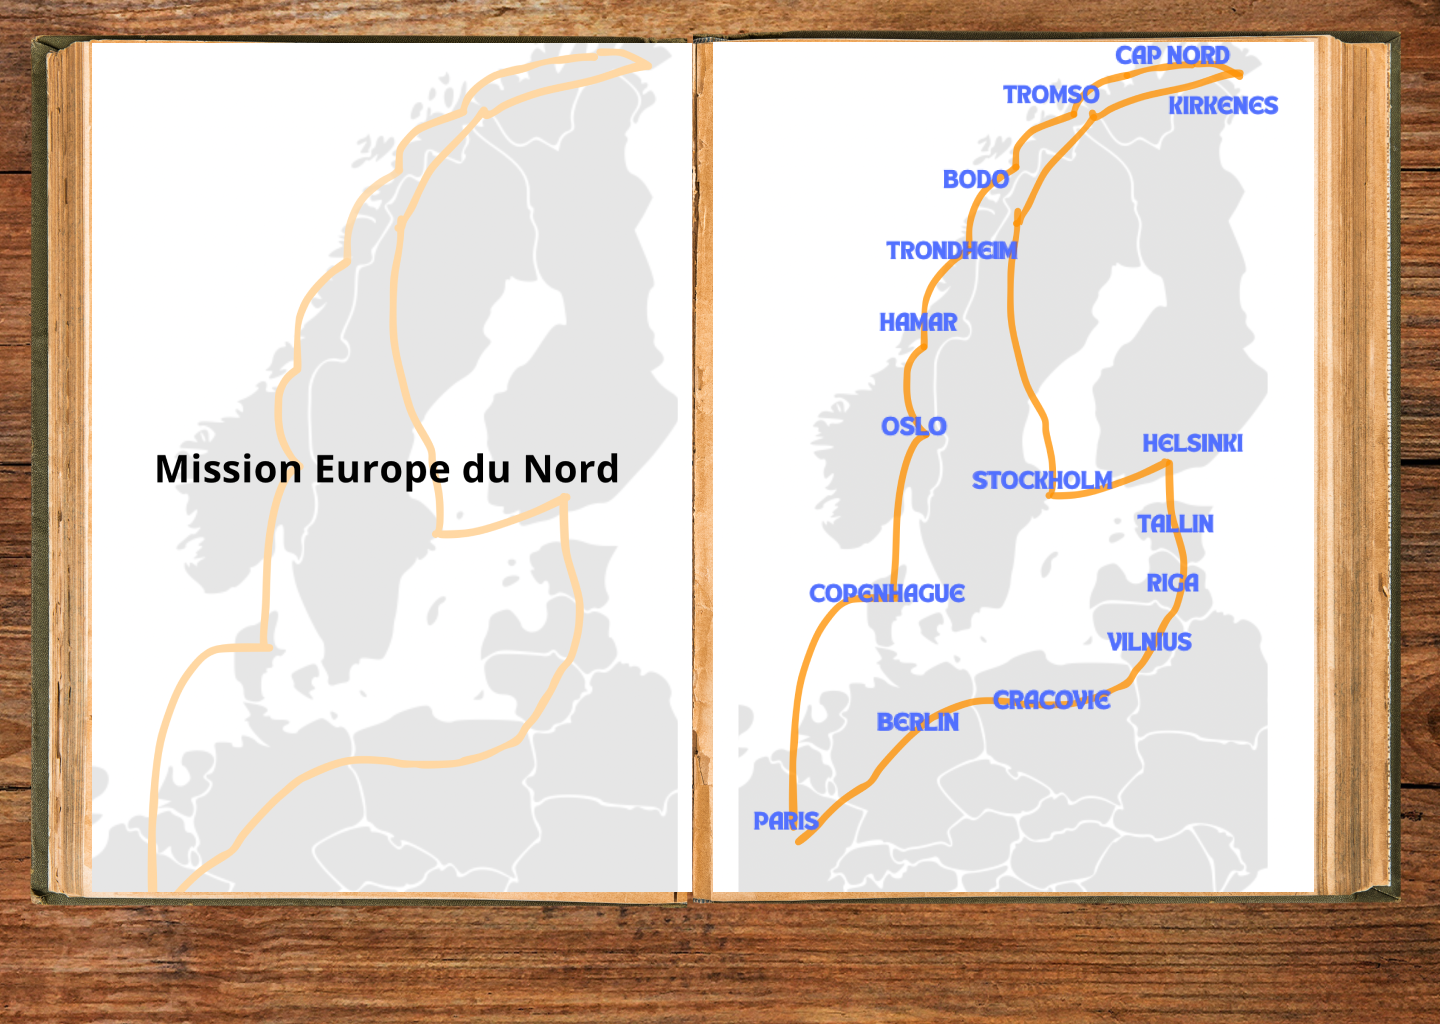 Mission Europe du Nord
CAP NORD
TROMSO
KIRKENES
BODO
TRONDHEIM
HAMAR
OSLO
HELSINKI
STOCKHOLM
TALLIN
RIGA
COPENHAGUE
VILNIUS
CRACOVIE
BERLIN
PARIS